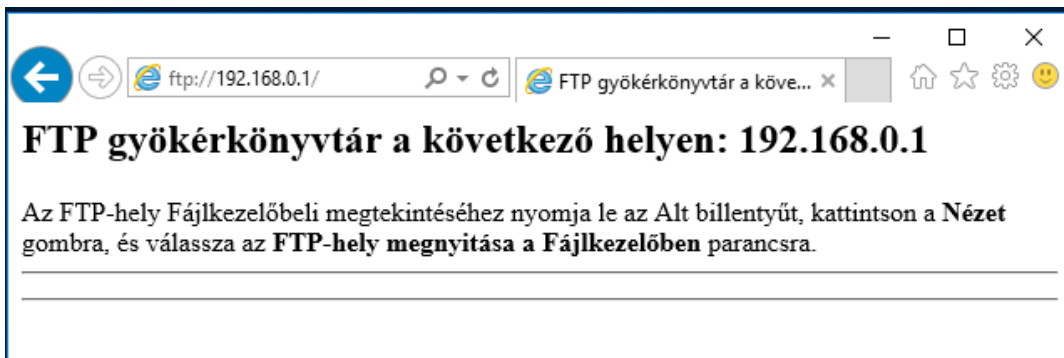 ftp://192.168.0.1/
FTP gyökérkönyvtár a köve...
FTP gyökérkönyvtár a következő helyen: 192.168.0.1
Az FTP-hely Fájlkezelőbeli megtekintéséhez nyomja le az Alt billentyűt, kattintson a Nézet
gombra, és válassza az FTP-hely megnyitása a Fájlkezelőben parancsra.